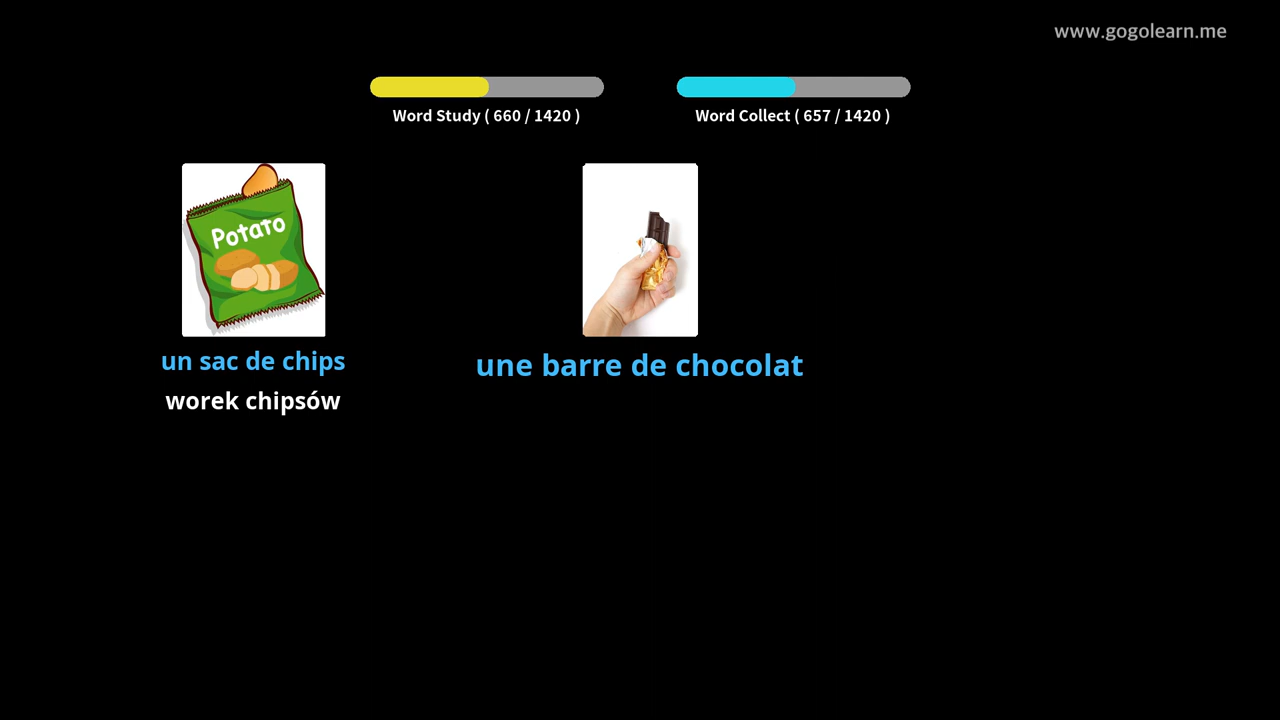 www.gogolearn.me
Word Study ( 660 / 1420 )
Word Collect ( 657 / 1420 )
Potato
un sac de chips
worek chipsów
une barre de chocolat